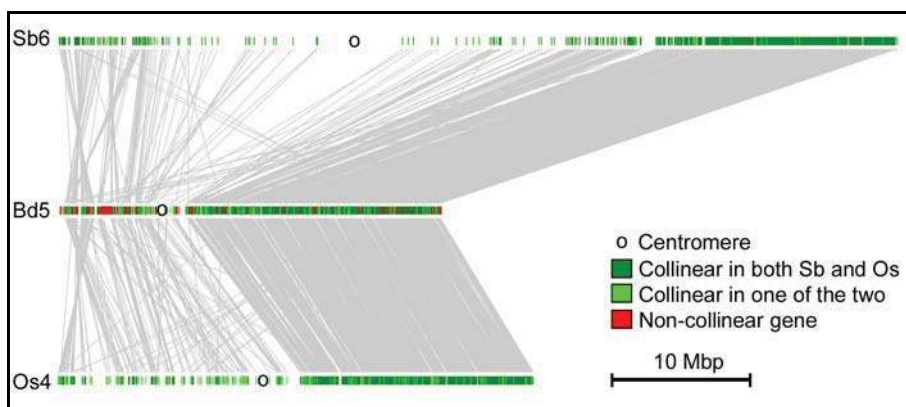 Sb6
o
Bd5
o
o Centromere
Collinear in both Sb and Os
Collinear in one of the two
Non-collinear gene
10 Mbp
Os4
o